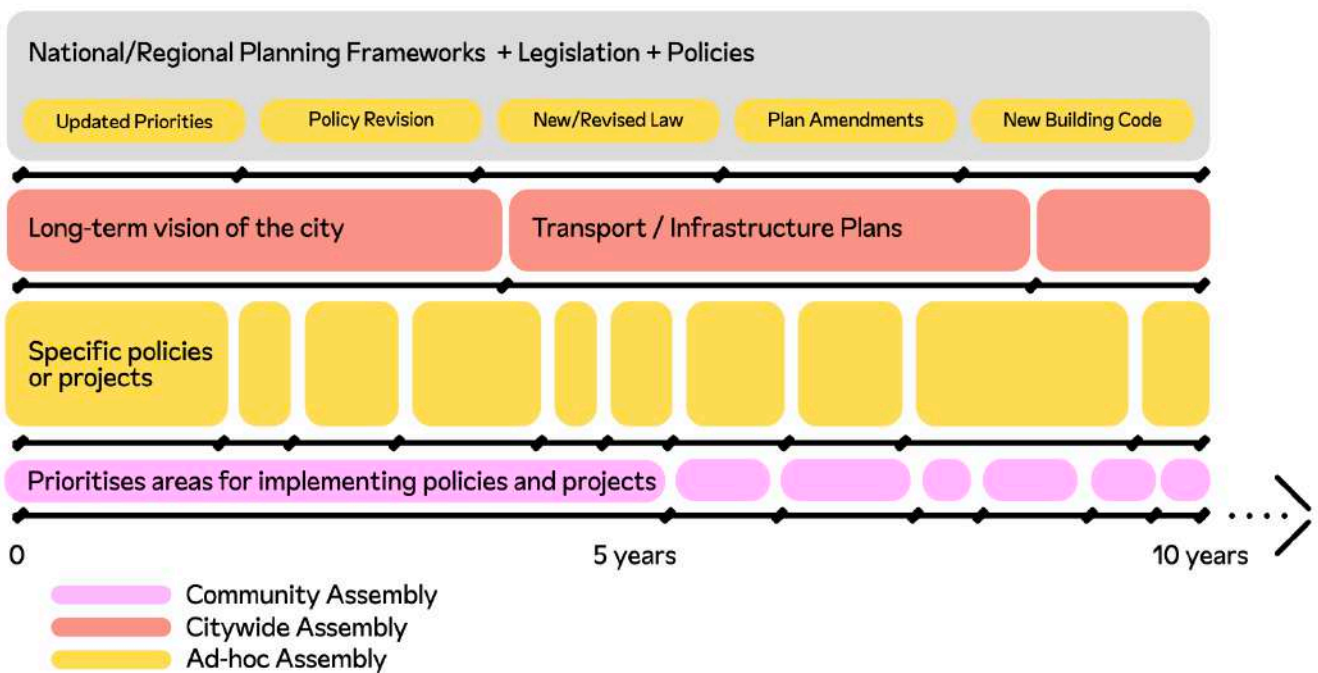 National/Regional Planning Frameworks + Legislation + Policies
Updated Priorities
Policy Revision
New/Revised Law
Plan Amendments
New Building Code
Long-term vision of the city
Transport / Infrastructure Plans
Specific policies
or projects
Prioritises areas for implementing policies and projects
0
5 years
10 years
Community Assembly
Citywide Assembly
Ad-hoc Assembly